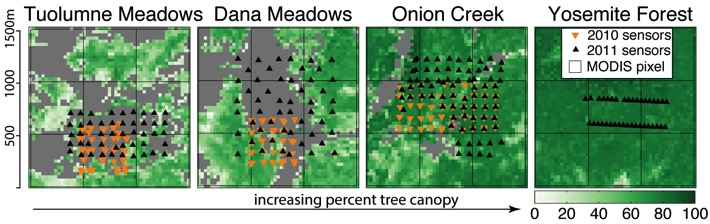 Tuolumne Meadows Dana Meadows Onion Creek Yosemite Forest
1500m
1000
500
2010 sensors
2011 sensors
MODIS pixel
increasing percent tree canopy
0 20 40 60 80 100